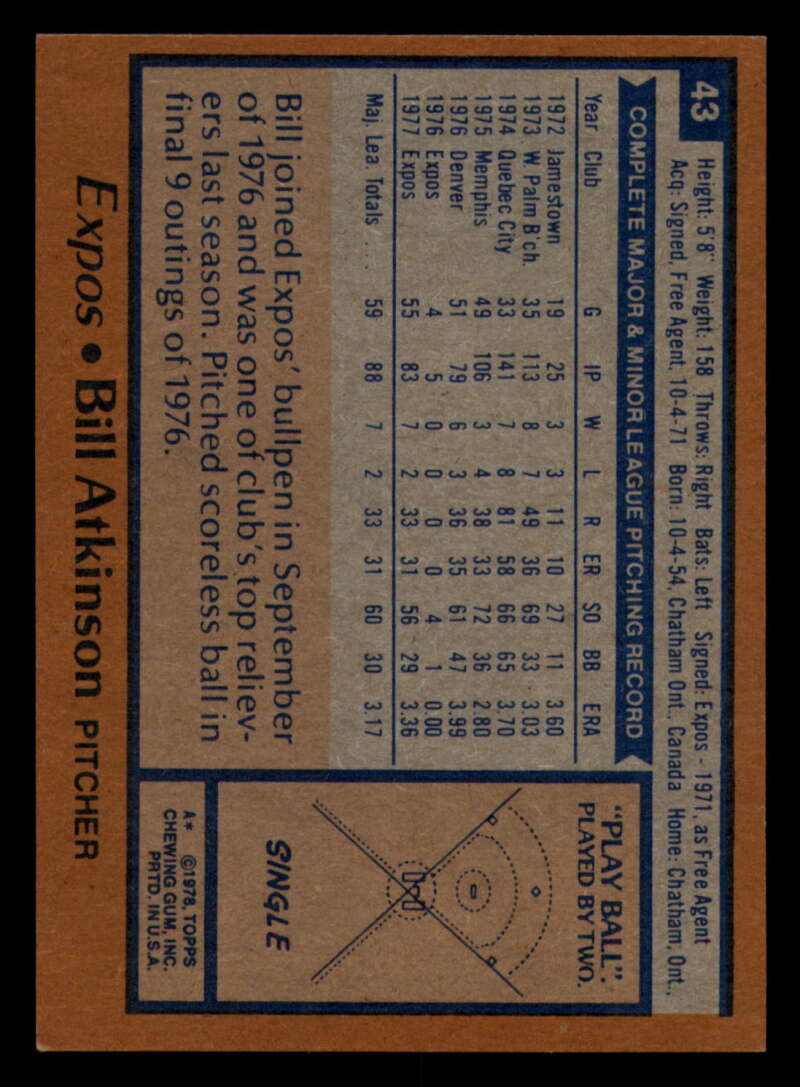 43
Height: 5'8" Weight: 158 Throws: Right Bats: Left Signed: Expos - 1971, as Free Agent
Acq: Signed, Free Agent, 10-4-71 Born: 10-4-54, Chatham Ont., Canada Home: Chatham, Ont.,
COMPLETE MAJOR & MINOR LEAGUE PITCHING RECORD
Year Club G IP W L R ER SO BB ERA
1972 Jamestown 19 25 3 3 11 10 27 11 3.60
1973 W Palm B'ch. 35 113 8 7 49 36 69 33 3.03
1974 Quebec City 33 141 7 8 81 58 66 65 3.70
1975 Memphis 49 106 3 4 38 33 72 36 2.80
1976 Denver 51 79 6 3 36 35 61 47 3.99
1976 Expos 4 5 0 0 0 0 4 1 0.00
1977 Expos 55 83 7 2 33 31 56 29 3.36
Maj. Lea. Totals ... 59 88 7 2 33 31 60 30 3.17
Bill joined Expos' bullpen in September
of 1976 and was one of club's top reliev-
ers last season. Pitched scoreless ball in
final 9 outings of 1976.
"PLAY BALL":
PLAYED BY TWO.
SINGLE
A* ©1978, TOPPS
CHEWING GUM, INC.
PRTD. IN U.S.A.
Expos • Bill Atkinson PITCHER